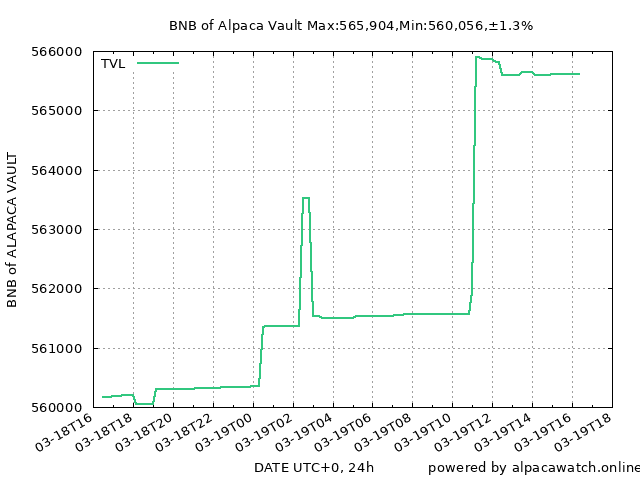 BNB of Alpaca Vault Max:565,904,Min:560,056,±1.3%
TVL
566000
565000
564000
563000
562000
561000
560000
BNB of ALAPACA VAULT
03-18T16
03-18T18
03-18T20
03-18T22
03-19T00
03-19T02
03-19T04
03-19T06
03-19T08
03-19T10
03-19T12
03-19T14
03-19T16
03-19T18
DATE UTC+0, 24h
powered by alpacawatch.online